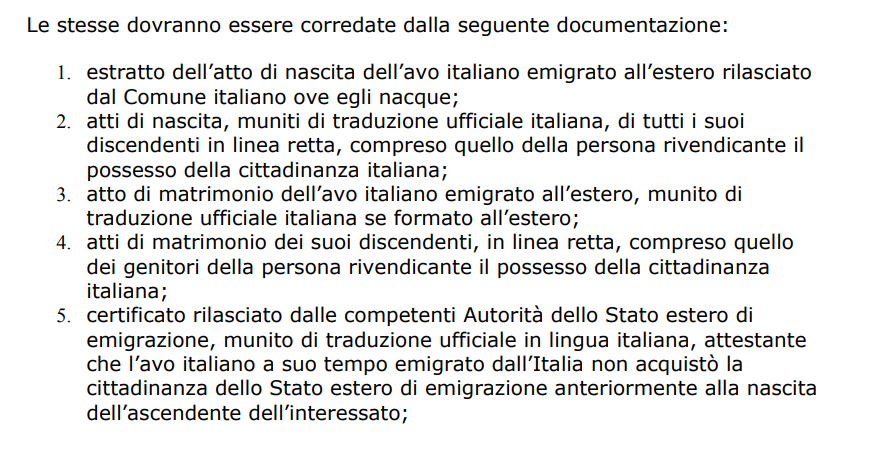 Le stesse dovranno essere corredate dalla seguente documentazione:
1. estratto dell’atto di nascita dell’avo italiano emigrato all’estero rilasciato
dal Comune italiano ove egli nacque;
2. atti di nascita, muniti di traduzione ufficiale italiana, di tutti i suoi
discendenti in linea retta, compreso quello della persona rivendicante il
possesso della cittadinanza italiana;
3. atto di matrimonio dell’avo italiano emigrato all’estero, munito di
traduzione ufficiale italiana se formato all’estero;
4. atti di matrimonio dei suoi discendenti, in linea retta, compreso quello
dei genitori della persona rivendicante il possesso della cittadinanza
italiana;
5. certificato rilasciato dalle competenti Autorità dello Stato estero di
emigrazione, munito di traduzione ufficiale in lingua italiana, attestante
che l’avo italiano a suo tempo emigrato dall’Italia non acquistò la
cittadinanza dello Stato estero di emigrazione anteriormente alla nascita
dell’ascendente dell’interessato;